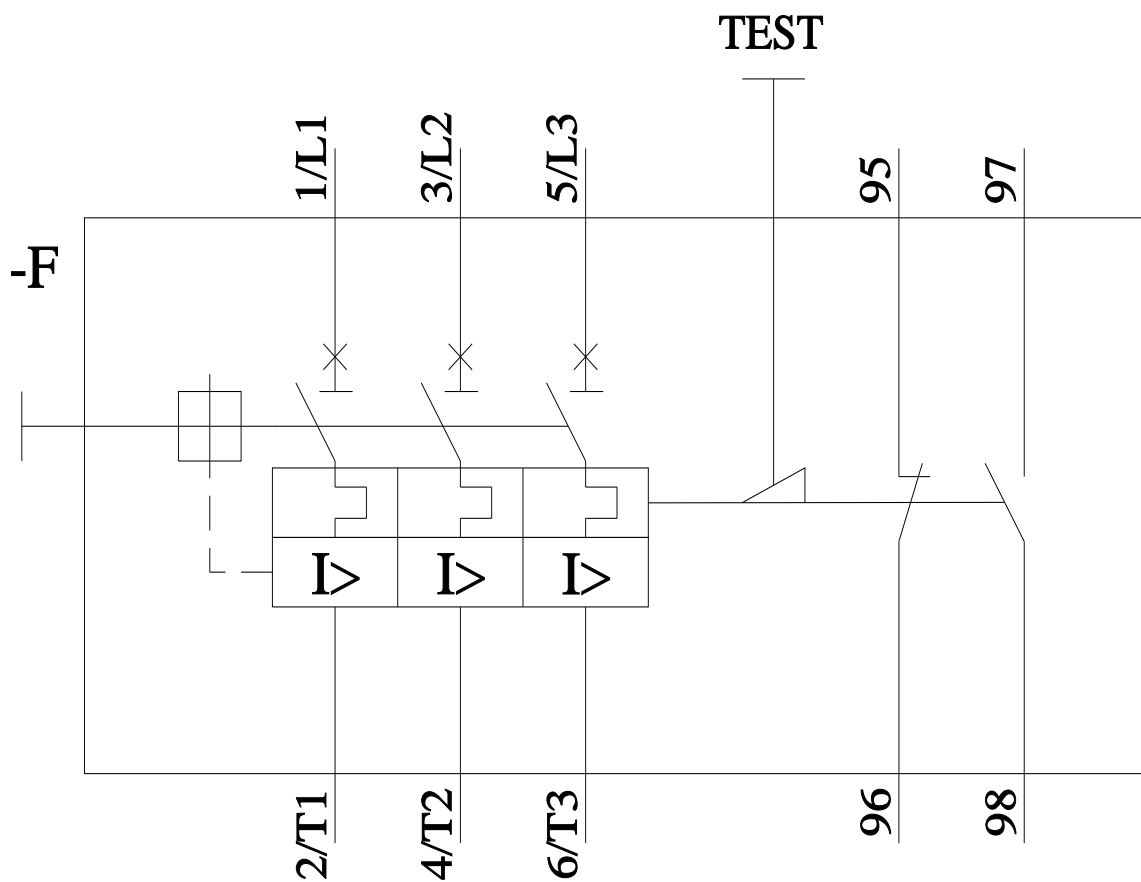 TEST
1/L1
3/L2
5/L3
95
97
-F
I>
I>
I>
2/T1
4/T2
6/T3
96
98